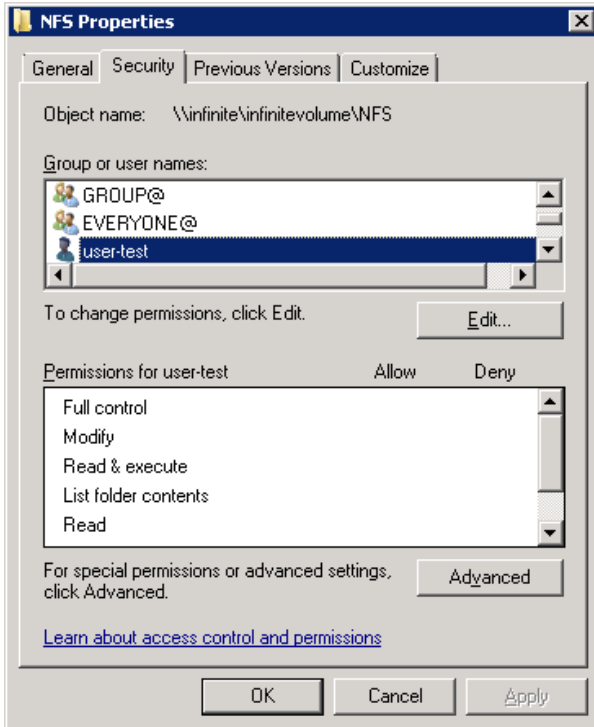 NFS Properties
General Security Previous Versions Customize
Object name: \\infinite\infinitevolume\NFS
Group or user names:
GROUP@
EVERYONE@
user-test
To change permissions, click Edit.
Edit...
Permissions for user-test Allow Deny
Full control
Modify
Read & execute
List folder contents
Read
For special permissions or advanced settings,
click Advanced.
Advanced
Learn about access control and permissions
OK Cancel Apply